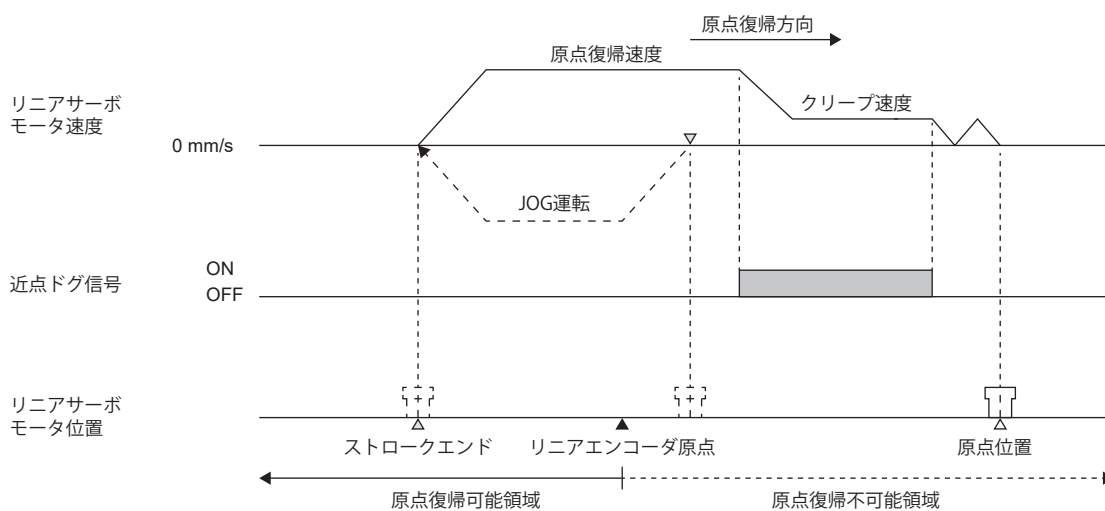 原点復帰方向
原点復帰速度
クリープ速度
リニアサーボ
モータ速度
0 mm/s
JOG運転
近点ドグ信号
ON
OFF
リニアサーボ
モータ位置
ストロークエンド
リニアエンコーダ原点
原点位置
原点復帰可能領域
原点復帰不可能領域